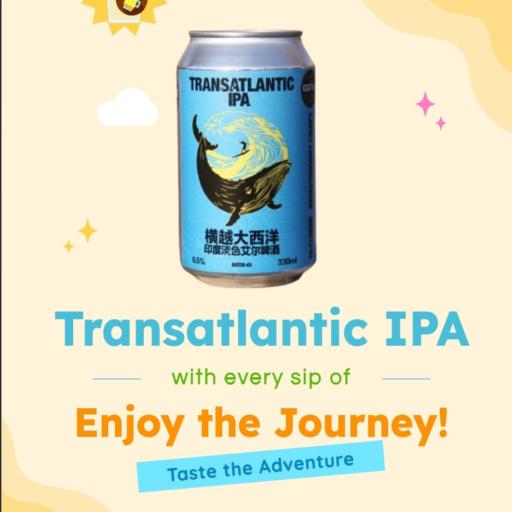 TRANSATLANTIC
IPA
横越大西洋
印度淡色艾尔啤酒
6.5%
330ml
Transatlantic IPA
with every sip of
Enjoy the Journey!
Taste the Adventure